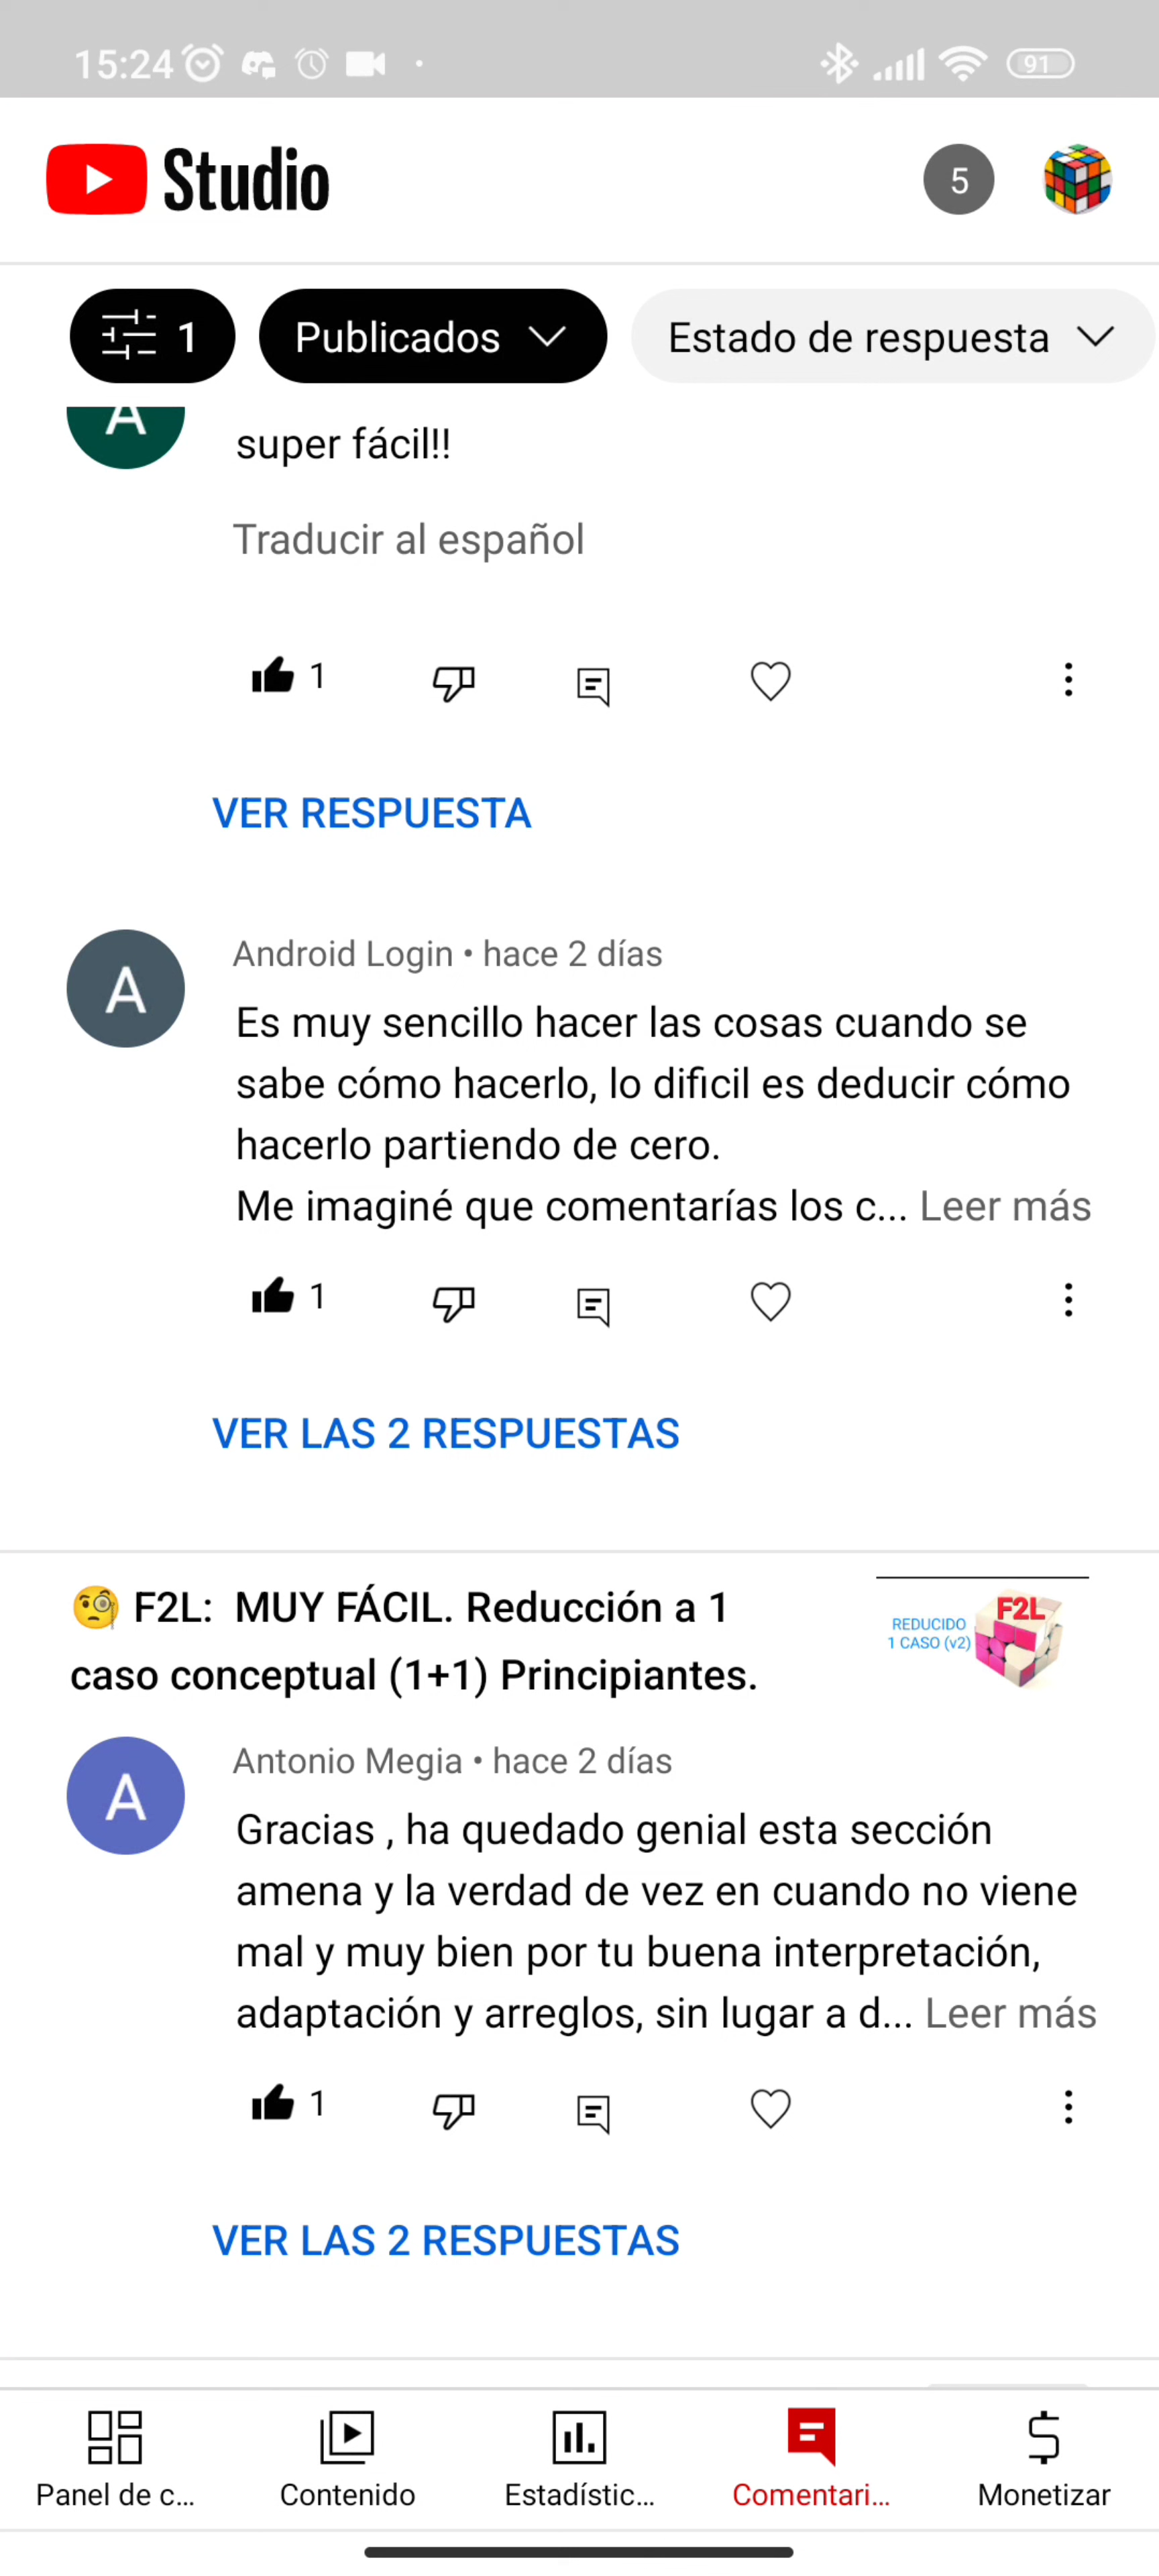 15:24
91
Studio
5
1
Publicados
Estado de respuesta
A
super fácil!!
Traducir al español
1
VER RESPUESTA
A
Android Login • hace 2 días
Es muy sencillo hacer las cosas cuando se
sabe cómo hacerlo, lo dificil es deducir cómo
hacerlo partiendo de cero.
Me imaginé que comentarías los c... Leer más
1
VER LAS 2 RESPUESTAS
🧐 F2L:  MUY FÁCIL. Reducción a 1
caso conceptual (1+1) Principiantes.
F2L
REDUCIDO
1 CASO (v2)
A
Antonio Megia • hace 2 días
Gracias , ha quedado genial esta sección
amena y la verdad de vez en cuando no viene
mal y muy bien por tu buena interpretación,
adaptación y arreglos, sin lugar a d... Leer más
1
VER LAS 2 RESPUESTAS
Panel de c...
Contenido
Estadístic...
Comentari...
Monetizar